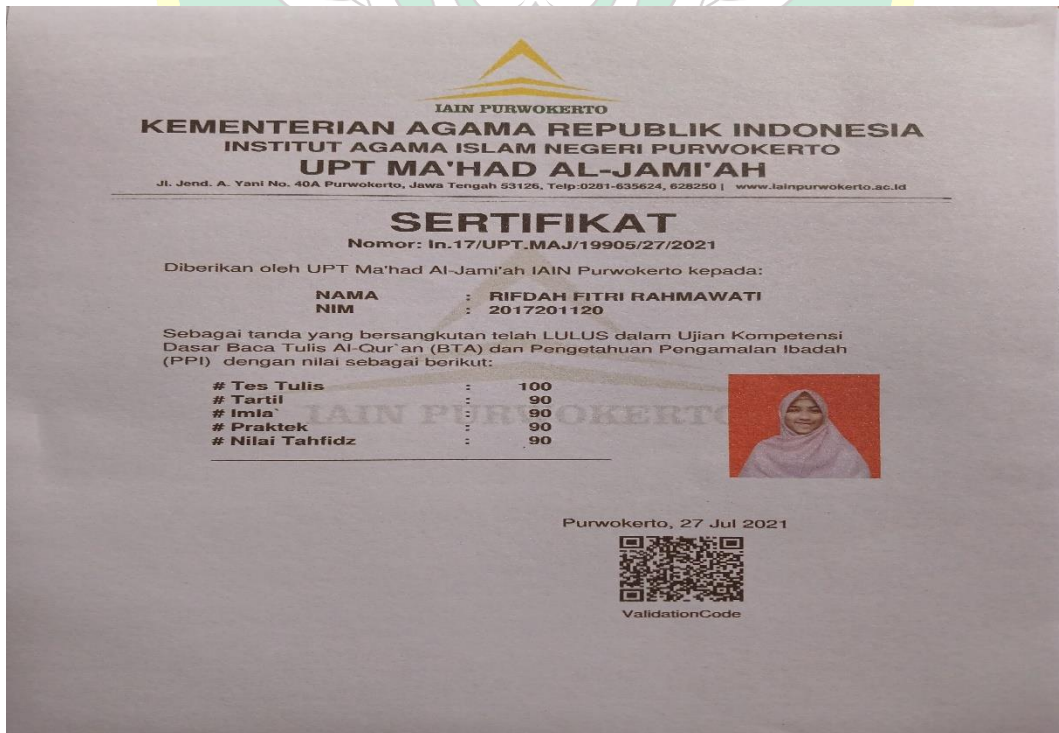 IAIN PURWOKERTO
KEMENTERIAN AGAMA REPUBLIK INDONESIA
INSTITUT AGAMA ISLAM NEGERI PURWOKERTO
UPT MA'HAD AL-JAMI'AH
Jl. Jend. A. Yani No. 40A Purwokerto, Jawa Tengah 53126, Telp:0281-635624, 628250 | www.iainpurwokerto.ac.id
SERTIFIKAT
Nomor: In.17/UPT.MAJ/19905/27/2021
Diberikan oleh UPT Ma'had Al-Jami'ah IAIN Purwokerto kepada:
NAMA : RIFDAH FITRI RAHMAWATI
NIM : 2017201120
Sebagai tanda yang bersangkutan telah LULUS dalam Ujian Kompetensi
Dasar Baca Tulis Al-Qur`an (BTA) dan Pengetahuan Pengamalan Ibadah
(PPI) dengan nilai sebagai berikut:
# Tes Tulis : 100
# Tartil : 90
# Imla` : 90
# Praktek : 90
# Nilai Tahfidz : 90
IAIN PURWOKERTO
Purwokerto, 27 Jul 2021
ValidationCode